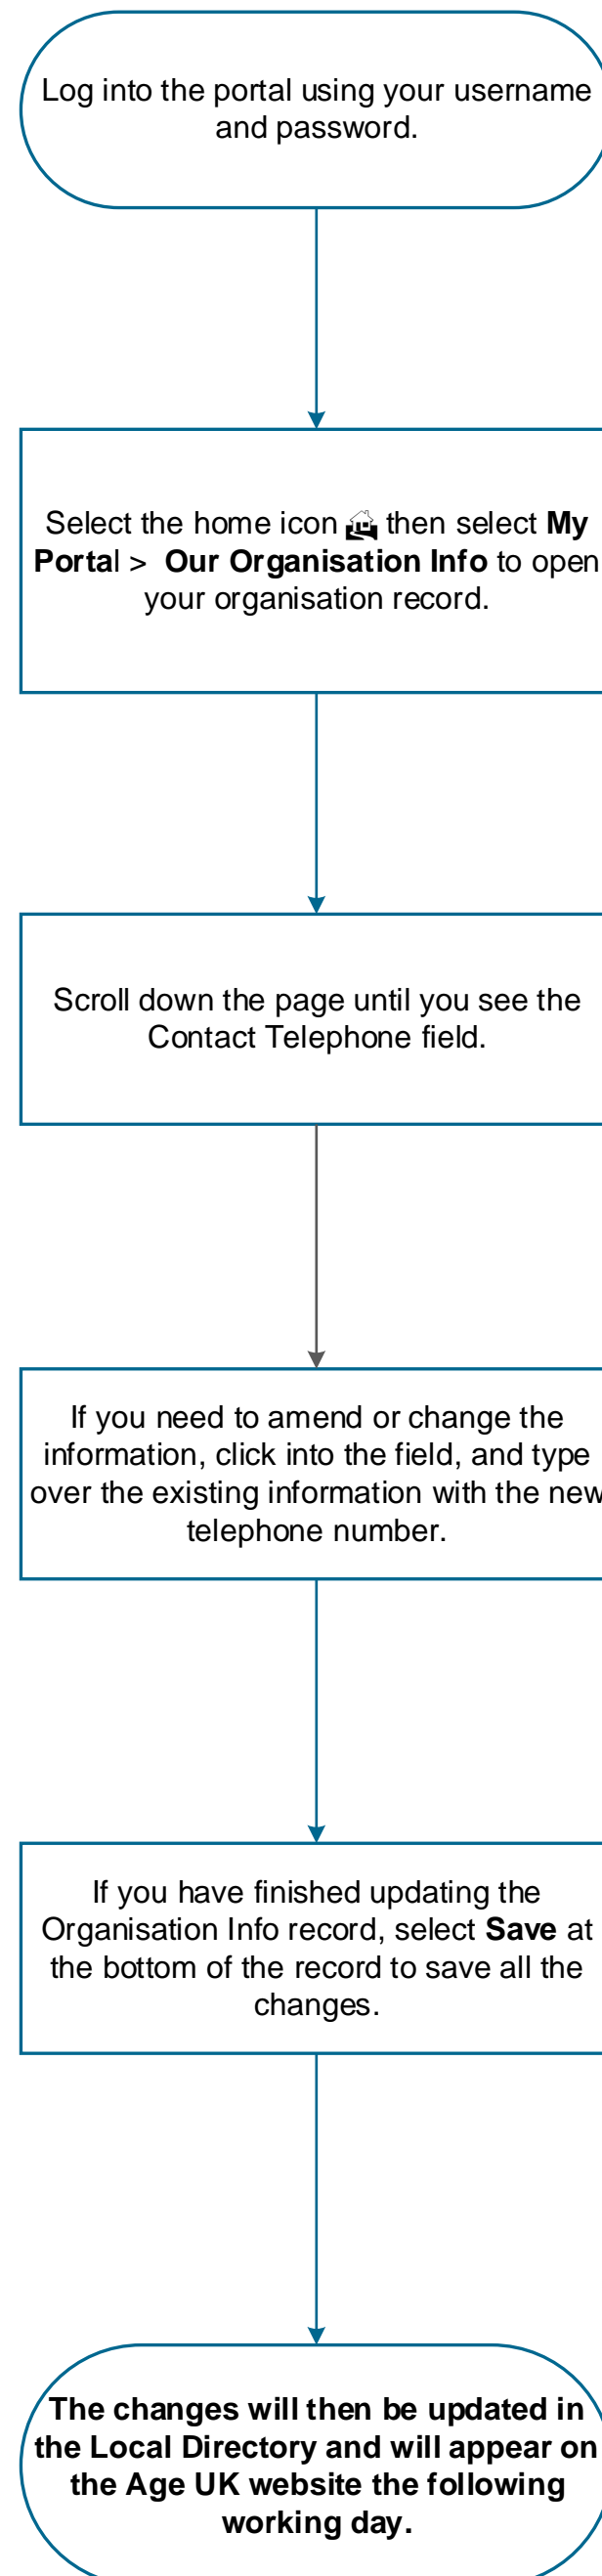 Log into the portal using your username
and password.
Select the home icon then select My
Portal > Our Organisation Info to open
your organisation record.
Scroll down the page until you see the
Contact Telephone field.
If you need to amend or change the
information, click into the field, and type
over the existing information with the new
telephone number.
If you have finished updating the
Organisation Info record, select Save at
the bottom of the record to save all the
changes.
The changes will then be updated in
the Local Directory and will appear on
the Age UK website the following
working day.